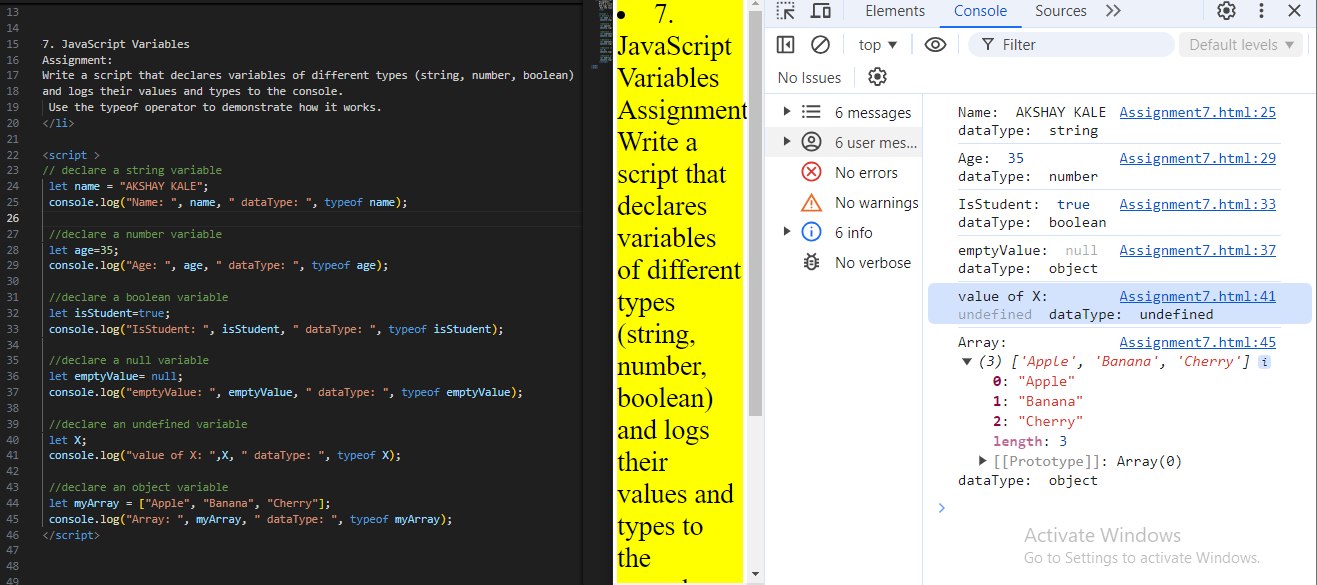 13
14
15 7. JavaScript Variables
16 Assignment:
17 Write a script that declares variables of different types (string, number, boolean)
18 and logs their values and types to the console.
19 Use the typeof operator to demonstrate how it works.
20 </li>
21
22 <script >
23 // declare a string variable
24 let name = "AKSHAY KALE";
25 console.log("Name: ", name, " dataType: ", typeof name);
26
27 //declare a number variable
28 let age=35;
29 console.log("Age: ", age, " dataType: ", typeof age);
30
31 //declare a boolean variable
32 let isStudent=true;
33 console.log("IsStudent: ", isStudent, " dataType: ", typeof isStudent);
34
35 //declare a null variable
36 let emptyValue= null;
37 console.log("emptyValue: ", emptyValue, " dataType: ", typeof emptyValue);
38
39 //declare an undefined variable
40 let X;
41 console.log("value of X: ",X, " dataType: ", typeof X);
42
43 //declare an object variable
44 let myArray = ["Apple", "Banana", "Cherry"];
45 console.log("Array: ", myArray, " dataType: ", typeof myArray);
46 </script>
47
48
49
• 7.
JavaScript
Variables
Assignment
Write a
script that
declares
variables
of different
types
(string,
number,
boolean)
and logs
their
values and
types to
the
Elements Console Sources
top Filter Default levels
No Issues
6 messages
6 user mes...
No errors
No warnings
6 info
No verbose
Name: AKSHAY KALE Assignment7.html:25
dataType: string
Age: 35 Assignment7.html:29
dataType: number
IsStudent: true Assignment7.html:33
dataType: boolean
emptyValue: null Assignment7.html:37
dataType: object
value of X: Assignment7.html:41
undefined dataType: undefined
Array: Assignment7.html:45
(3) ['Apple', 'Banana', 'Cherry'] i
0: "Apple"
1: "Banana"
2: "Cherry"
length: 3
[[Prototype]]: Array(0)
dataType: object
Activate Windows
Go to Settings to activate Windows.